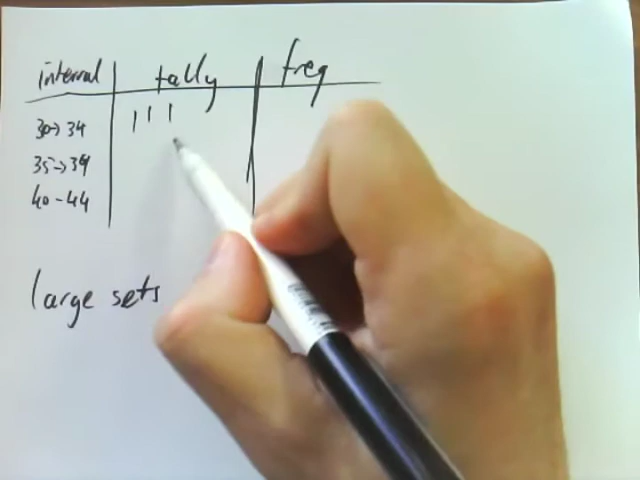 interval tally freq
30->34 |||
35->39
40-44
large sets